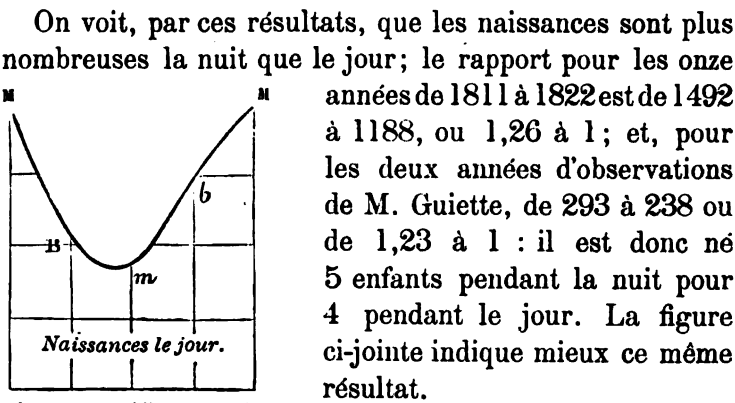 On voit, par ces résultats, que les naissances sont plus
nombreuses la nuit que le jour; le rapport pour les onze
M
M
années de 1811 à 1822 est de 1492
à 1188, ou 1,26 à 1; et, pour
les deux années d'observations
b
de M. Guiette, de 293 à 238 ou
B
de 1,23 à 1 : il est donc né
m
5 enfants pendant la nuit pour
4 pendant le jour. La figure
Naissances le jour.
ci-jointe indique mieux ce même
résultat.